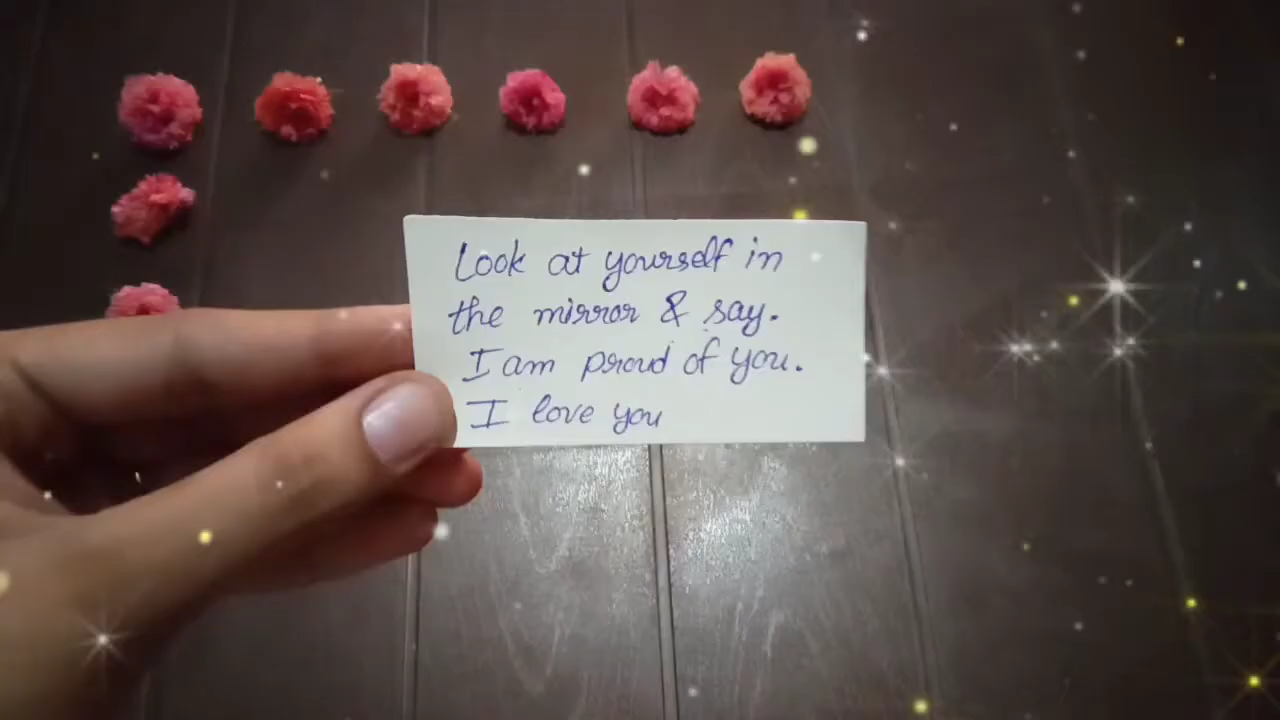 Look at yourself in
the mirror & say.
I am proud of you.
I love you